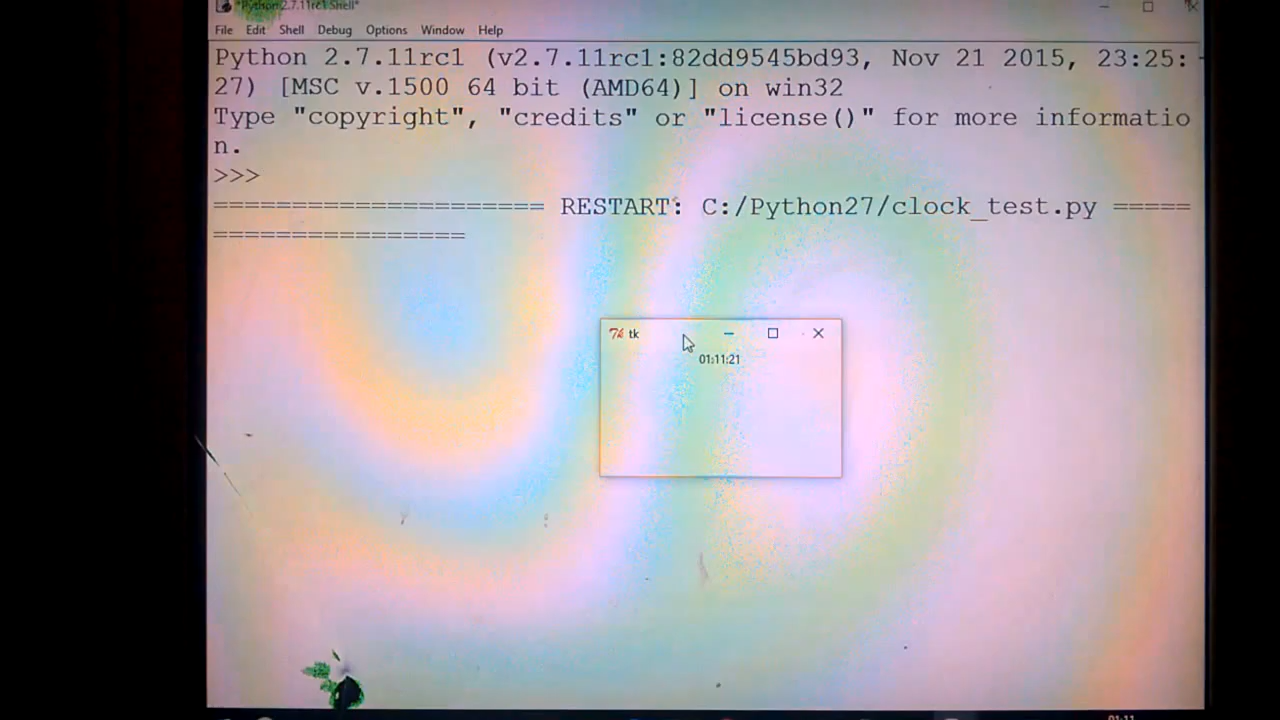 *Python 2.7.11rc1 Shell*
File Edit Shell Debug Options Window Help
Python 2.7.11rc1 (v2.7.11rc1:82dd9545bd93, Nov 21 2015, 23:25:
27) [MSC v.1500 64 bit (AMD64)] on win32
Type "copyright", "credits" or "license()" for more informatio
n.
>>>
===================== RESTART: C:/Python27/clock_test.py =====
================
tk
01:11:21
01:11